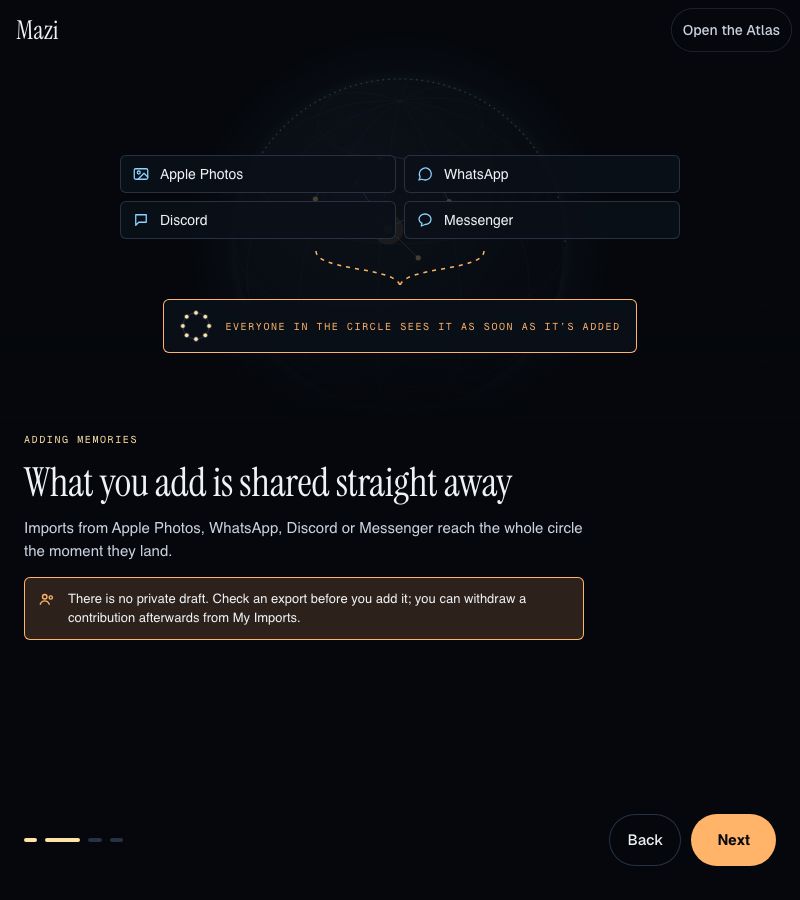 Mazi
Open the Atlas
Apple Photos
WhatsApp
Discord
Messenger
EVERYONE IN THE CIRCLE SEES IT AS SOON AS IT'S ADDED
ADDING MEMORIES
What you add is shared straight away
Imports from Apple Photos, WhatsApp, Discord or Messenger reach the whole circle
the moment they land.
There is no private draft. Check an export before you add it; you can withdraw a
contribution afterwards from My Imports.
Back
Next